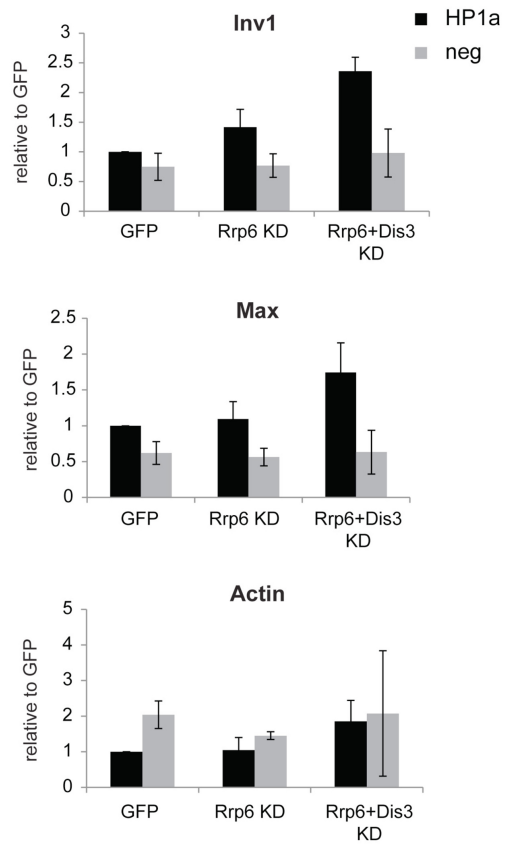 Inv1
HP1a
neg
relative to GFP
3
2.5
2
1.5
1
0.5
0
GFP
Rrp6 KD
Rrp6+Dis3
KD
Max
relative to GFP
2.5
2
1.5
1
0.5
0
GFP
Rrp6 KD
Rrp6+Dis3
KD
Actin
relative to GFP
5
4
3
2
1
0
GFP
Rrp6 KD
Rrp6+Dis3
KD